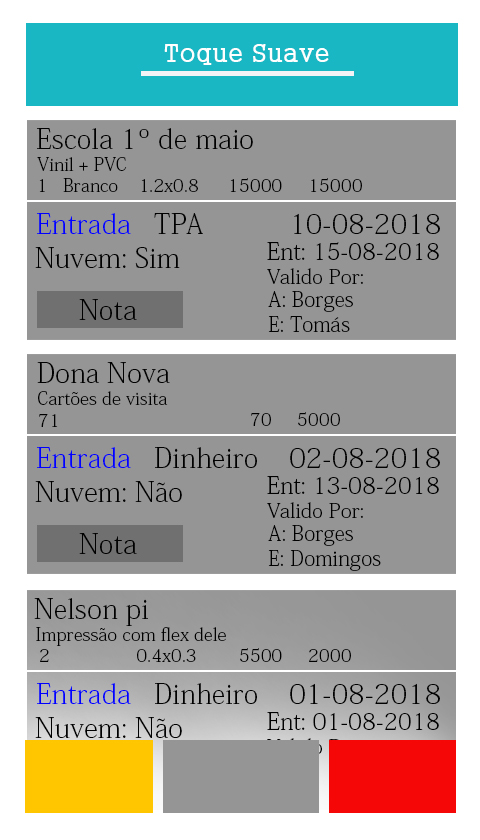 Toque Suave
Escola 1º de maio
Vinil + PVC
1 Branco 1.2x0.8 15000 15000
Entrada TPA 10-08-2018
Nuvem: Sim Ent: 15-08-2018
Valido Por:
A: Borges
Nota
E: Tomás
Dona Nova
Cartões de visita
71 70 5000
Entrada Dinheiro 02-08-2018
Nuvem: Não Ent: 13-08-2018
Valido Por:
A: Borges
Nota
E: Domingos
Nelson pi
Impressão com flex dele
2 0.4x0.3 5500 2000
Entrada Dinheiro 01-08-2018
Nuvem: Não Ent: 01-08-2018